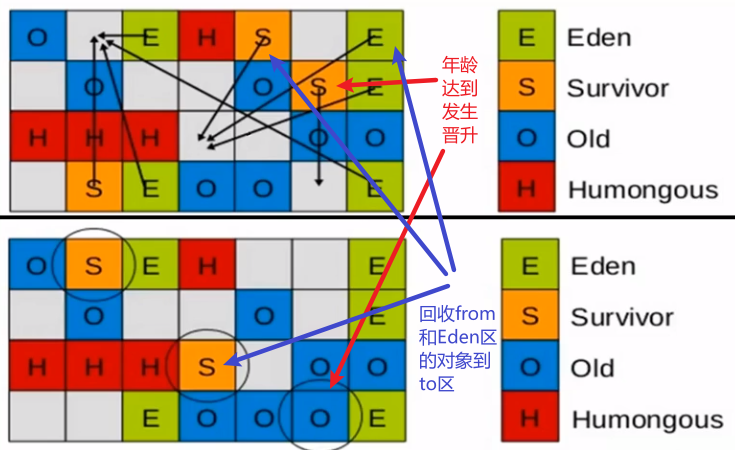 O E H S E
O O S E
H H H O O
S E O O E
年龄
达到
发生
晋升
E Eden
S Survivor
O Old
H Humongous
O S E H E
O O E
H H H S O O
E O O O E
回收from
和Eden区
的对象到
to区
E Eden
S Survivor
O Old
H Humongous